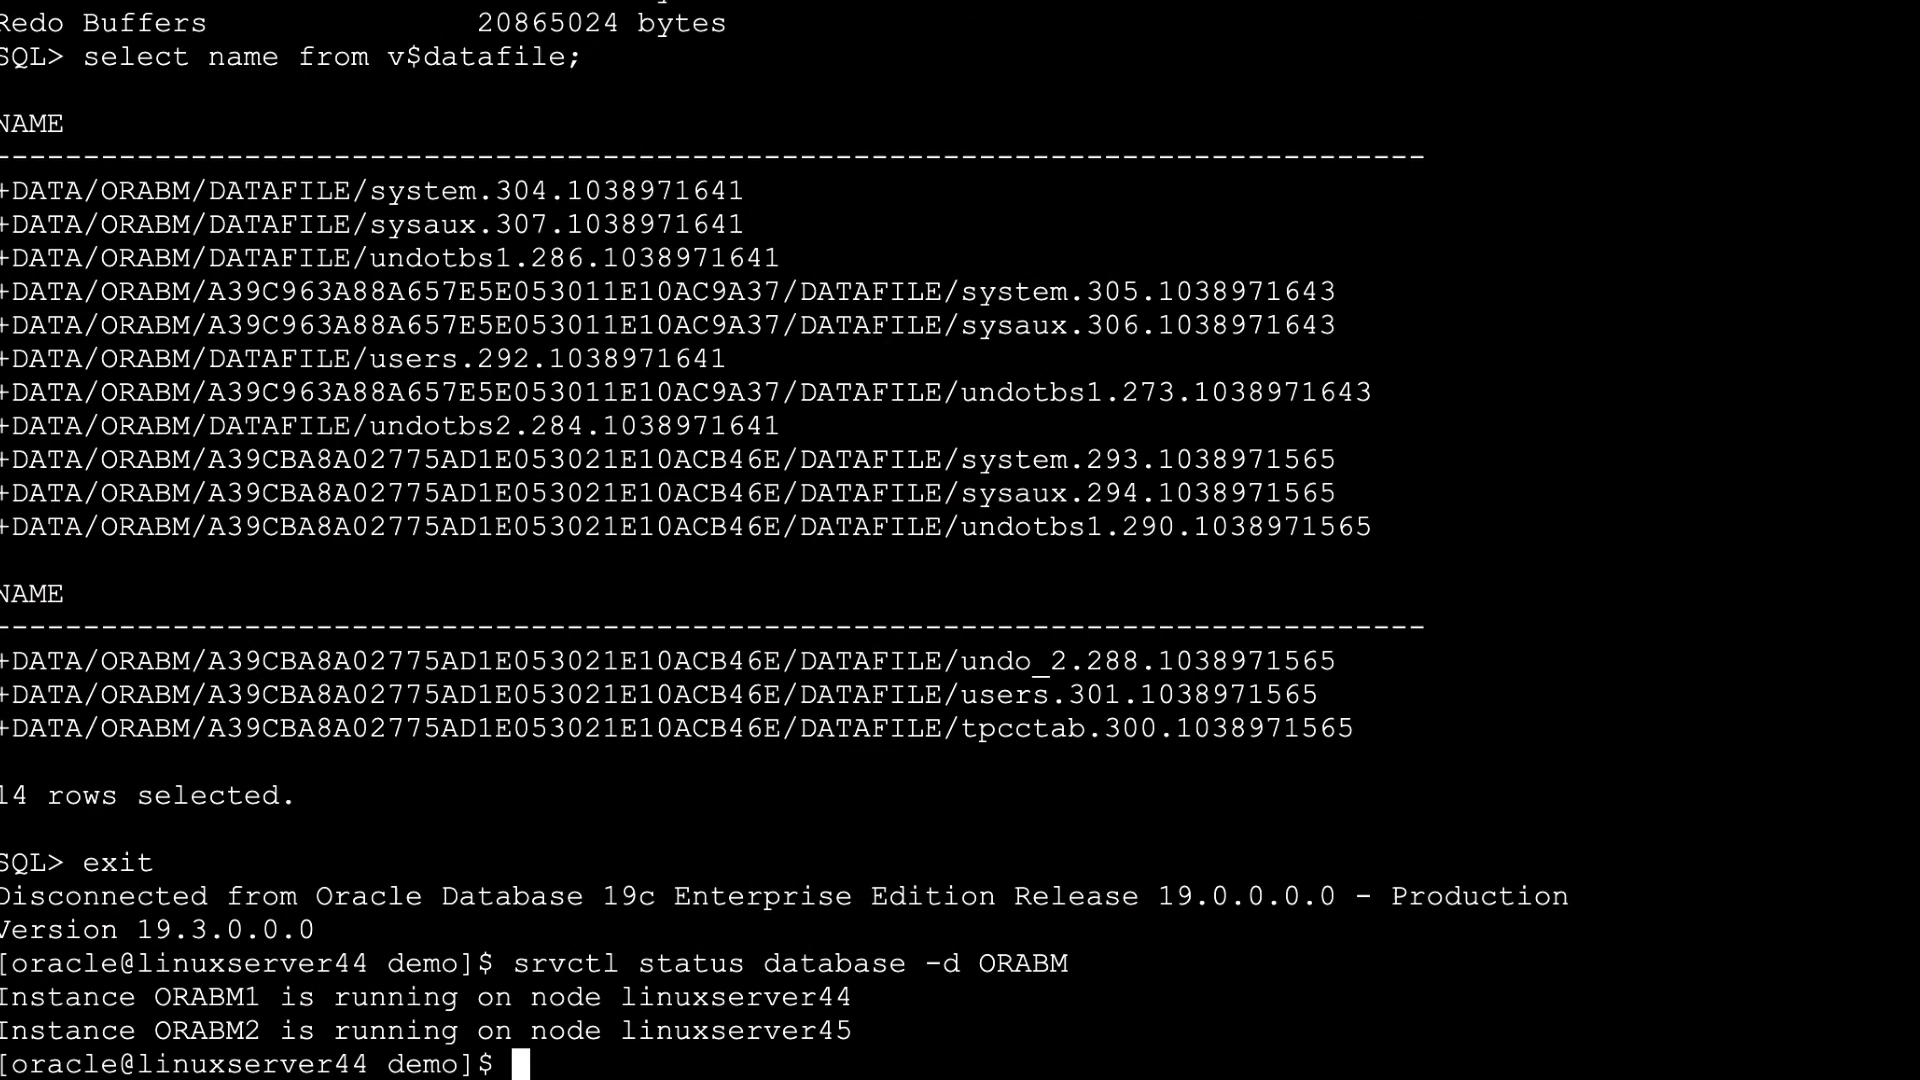 Redo Buffers 20865024 bytes
SQL> select name from v$datafile;
NAME
--------------------------------------------------------------------------------
+DATA/ORABM/DATAFILE/system.304.1038971641
+DATA/ORABM/DATAFILE/sysaux.307.1038971641
+DATA/ORABM/DATAFILE/undotbs1.286.1038971641
+DATA/ORABM/A39C963A88A657E5E053011E10AC9A37/DATAFILE/system.305.1038971643
+DATA/ORABM/A39C963A88A657E5E053011E10AC9A37/DATAFILE/sysaux.306.1038971643
+DATA/ORABM/DATAFILE/users.292.1038971641
+DATA/ORABM/A39C963A88A657E5E053011E10AC9A37/DATAFILE/undotbs1.273.1038971643
+DATA/ORABM/DATAFILE/undotbs2.284.1038971641
+DATA/ORABM/A39CBA8A02775AD1E053021E10ACB46E/DATAFILE/system.293.1038971565
+DATA/ORABM/A39CBA8A02775AD1E053021E10ACB46E/DATAFILE/sysaux.294.1038971565
+DATA/ORABM/A39CBA8A02775AD1E053021E10ACB46E/DATAFILE/undotbs1.290.1038971565
NAME
--------------------------------------------------------------------------------
+DATA/ORABM/A39CBA8A02775AD1E053021E10ACB46E/DATAFILE/undo_2.288.1038971565
+DATA/ORABM/A39CBA8A02775AD1E053021E10ACB46E/DATAFILE/users.301.1038971565
+DATA/ORABM/A39CBA8A02775AD1E053021E10ACB46E/DATAFILE/tpcctab.300.1038971565
14 rows selected.
SQL> exit
Disconnected from Oracle Database 19c Enterprise Edition Release 19.0.0.0.0 - Production
Version 19.3.0.0.0
[oracle@linuxserver44 demo]$ srvctl status database -d ORABM
Instance ORABM1 is running on node linuxserver44
Instance ORABM2 is running on node linuxserver45
[oracle@linuxserver44 demo]$